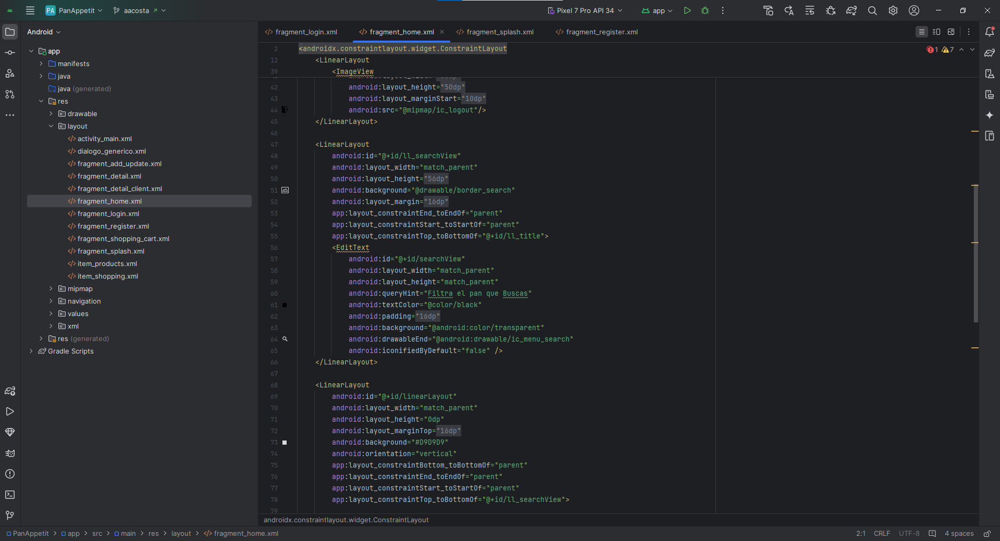 PA PanAppetit aacosta Pixel 7 Pro API 34 app
Android
app
manifests
java
java (generated)
res
drawable
layout
activity_main.xml
dialogo_generico.xml
fragment_add_update.xml
fragment_detail.xml
fragment_detail_client.xml
fragment_home.xml
fragment_login.xml
fragment_register.xml
fragment_shopping_cart.xml
fragment_splash.xml
item_products.xml
item_shopping.xml
mipmap
navigation
values
xml
res (generated)
Gradle Scripts
fragment_login.xml fragment_home.xml fragment_splash.xml fragment_register.xml
1 7
2 <androidx.constraintlayout.widget.ConstraintLayout
12 <LinearLayout
39 <ImageView
42 android:layout_height="50dp"
43 android:layout_marginStart="10dp"
44 android:src="@mipmap/ic_logout"/>
45 </LinearLayout>
46
47 <LinearLayout
48 android:id="@+id/ll_searchView"
49 android:layout_width="match_parent"
50 android:layout_height="56dp"
51 android:background="@drawable/border_search"
52 android:layout_margin="16dp"
53 app:layout_constraintEnd_toEndOf="parent"
54 app:layout_constraintStart_toStartOf="parent"
55 app:layout_constraintTop_toBottomOf="@+id/ll_title">
56 <EditText
57 android:id="@+id/searchView"
58 android:layout_width="match_parent"
59 android:layout_height="match_parent"
60 android:queryHint="Filtra el pan que Buscas"
61 android:textColor="@color/black"
62 android:padding="16dp"
63 android:background="@android:color/transparent"
64 android:drawableEnd="@android:drawable/ic_menu_search"
65 android:iconifiedByDefault="false" />
66 </LinearLayout>
67
68 <LinearLayout
69 android:id="@+id/linearLayout"
70 android:layout_width="match_parent"
71 android:layout_height="0dp"
72 android:layout_marginTop="16dp"
73 android:background="#D9D9D9"
74 android:orientation="vertical"
75 app:layout_constraintBottom_toBottomOf="parent"
76 app:layout_constraintEnd_toEndOf="parent"
77 app:layout_constraintStart_toStartOf="parent"
78 app:layout_constraintTop_toBottomOf="@+id/ll_searchView">
79
androidx.constraintlayout.widget.ConstraintLayout
PanAppetit > app > src > main > res > layout > fragment_home.xml
2:1 CRLF UTF-8 4 spaces